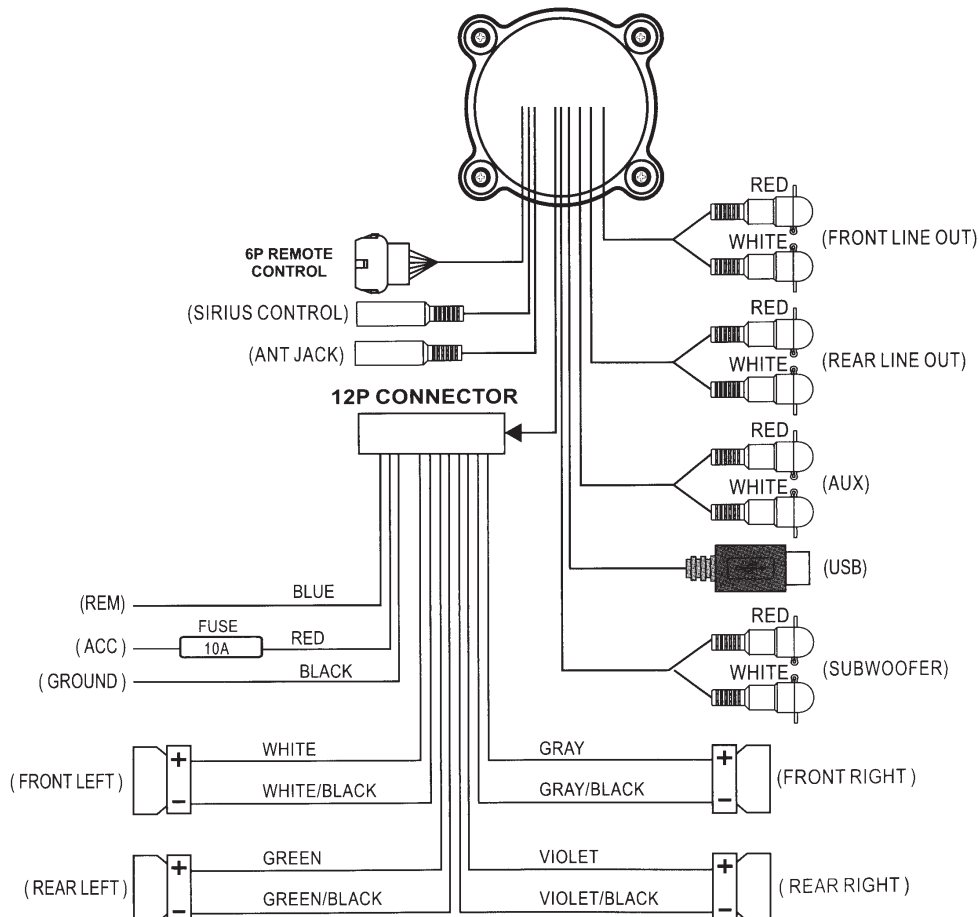 RED
WHITE
(FRONT LINE OUT)
6P REMOTE
CONTROL
(SIRIUS CONTROL)
(ANT JACK)
RED
WHITE
(REAR LINE OUT)
12P CONNECTOR
RED
WHITE
(AUX)
(USB)
(REM)
BLUE
(ACC)
FUSE
10A
RED
(GROUND)
BLACK
RED
WHITE
(SUBWOOFER)
(FRONT LEFT)
+
WHITE
−
WHITE/BLACK
GRAY
+
GRAY/BLACK
−
(FRONT RIGHT)
(REAR LEFT)
+
GREEN
−
GREEN/BLACK
VIOLET
+
VIOLET/BLACK
−
(REAR RIGHT)